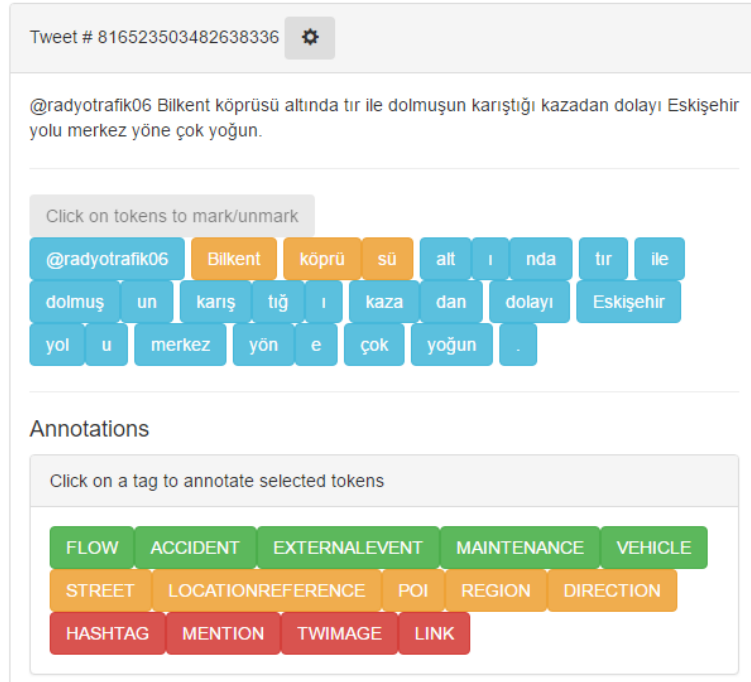 Tweet # 816523503482638336
@radyotrafik06 Bilkent köprüsü altında tır ile dolmuşun karıştığı kazadan dolayı Eskişehir
yolu merkez yöne çok yoğun.
Click on tokens to mark/unmark
@radyotrafik06 Bilkent köprü sü alt ı nda tır ile
dolmuş un karış tığ ı kaza dan dolayı Eskişehir
yol u merkez yön e çok yoğun .
Annotations
Click on a tag to annotate selected tokens
FLOW ACCIDENT EXTERNALEVENT MAINTENANCE VEHICLE
STREET LOCATIONREFERENCE POI REGION DIRECTION
HASHTAG MENTION TWIMAGE LINK